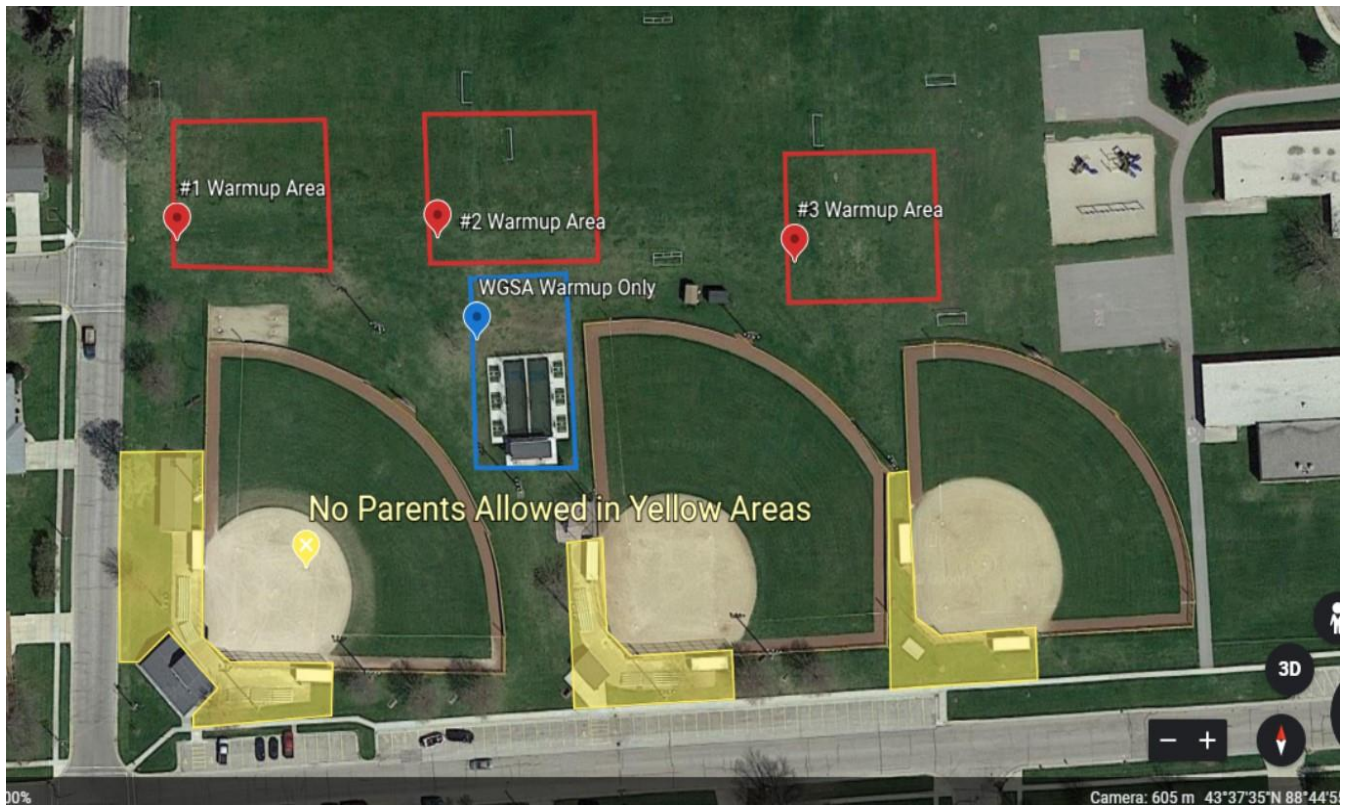 #1 Warmup Area
#2 Warmup Area
#3 Warmup Area
WGSA Warmup Only
No Parents Allowed in Yellow Areas
3D
− +
00%
Camera: 605 m 43°37'35"N 88°44'5